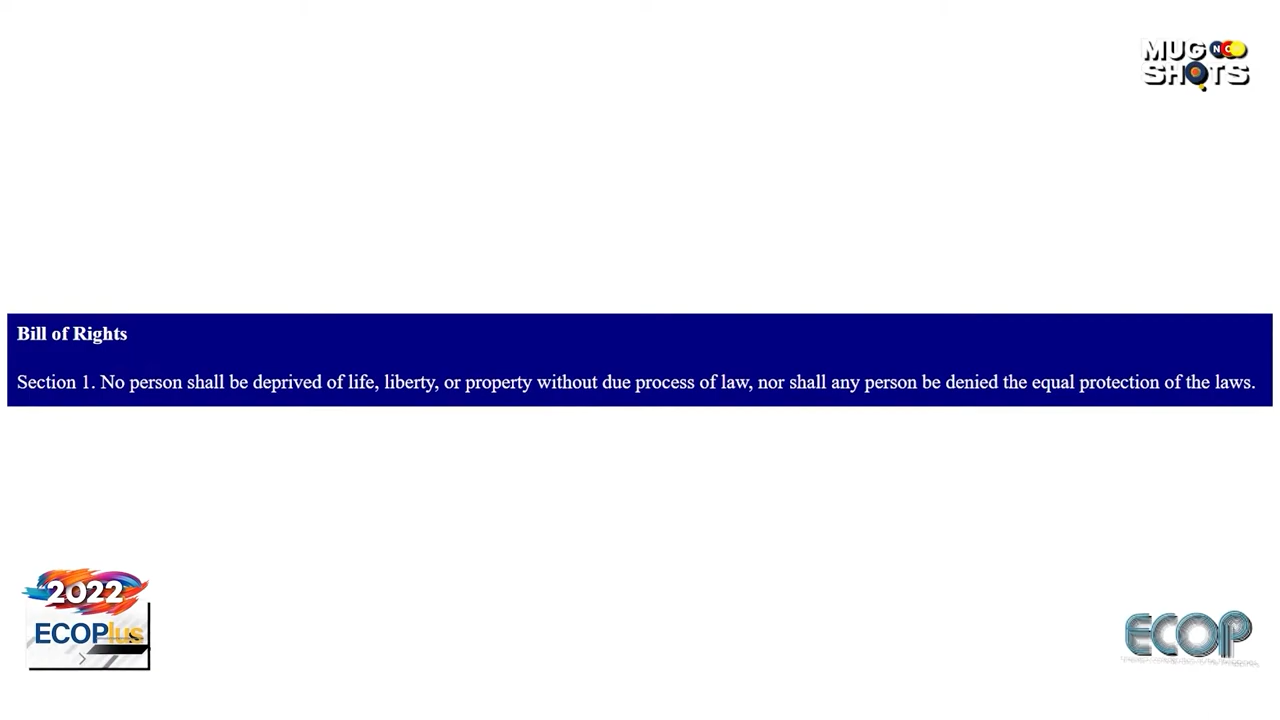 MUG NCM
SHOTS
Bill of Rights
Section 1. No person shall be deprived of life, liberty, or property without due process of law, nor shall any person be denied the equal protection of the laws.
2022
ECOPlus
ECOP